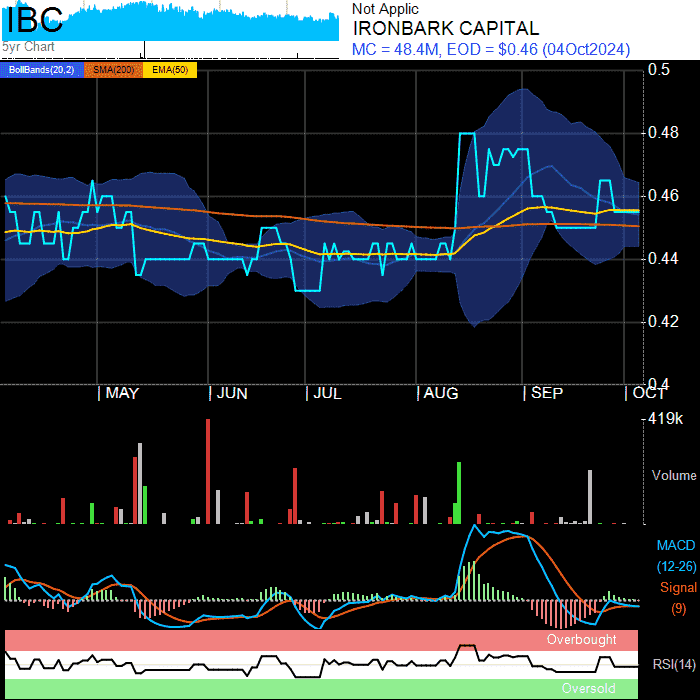 IBC
5yr Chart
Not Applic
IRONBARK CAPITAL
MC = 48.4M, EOD = $0.46 (04Oct2024)
BollBands(20,2) SMA(200) EMA(50)
0.5
0.48
0.46
0.44
0.42
0.4
MAY JUN JUL AUG SEP OCT
419k
Volume
MACD
(12-26)
Signal
(9)
Overbought
RSI(14)
Oversold